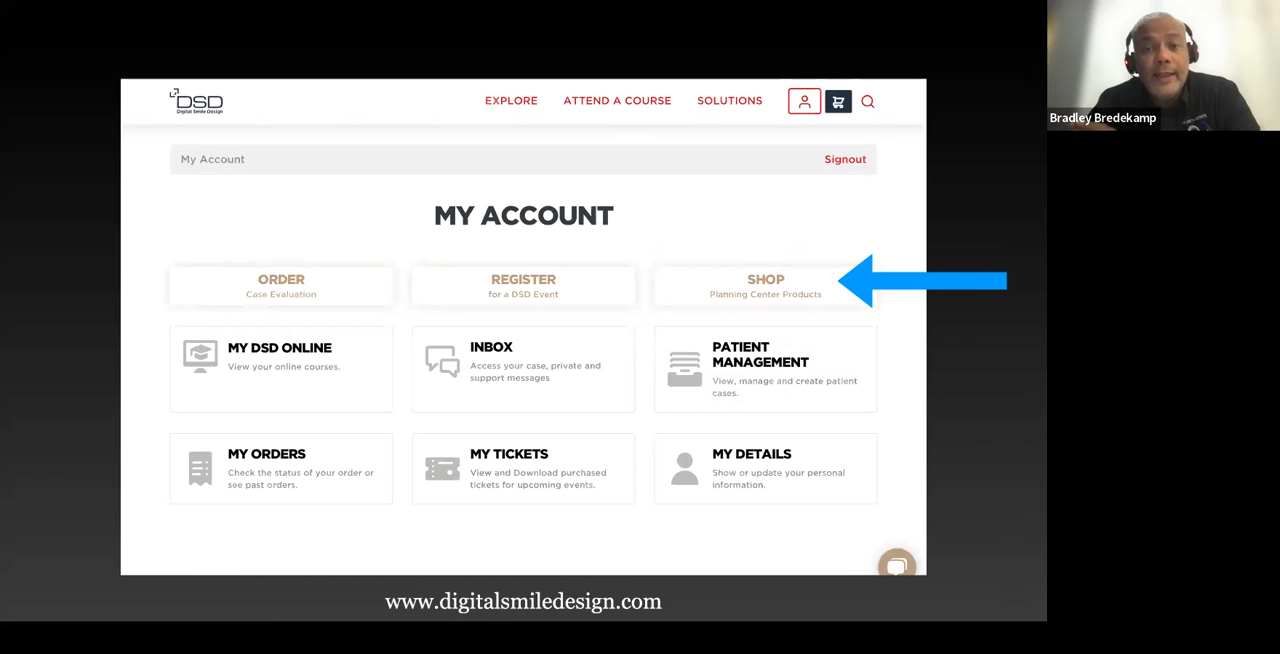 DSD
Digital Smile Design
EXPLORE
ATTEND A COURSE
SOLUTIONS
My Account
Signout
MY ACCOUNT
ORDER
Case Evaluation
REGISTER
for a DSD Event
SHOP
Planning Center Products
MY DSD ONLINE
View your online courses.
INBOX
Access your case, private and
support messages
PATIENT
MANAGEMENT
View, manage and create patient
cases.
MY ORDERS
Check the status of your order or
see past orders.
MY TICKETS
View and Download purchased
tickets for upcoming events.
MY DETAILS
Show or update your personal
information.
www.digitalsmiledesign.com
Bradley Bredekamp